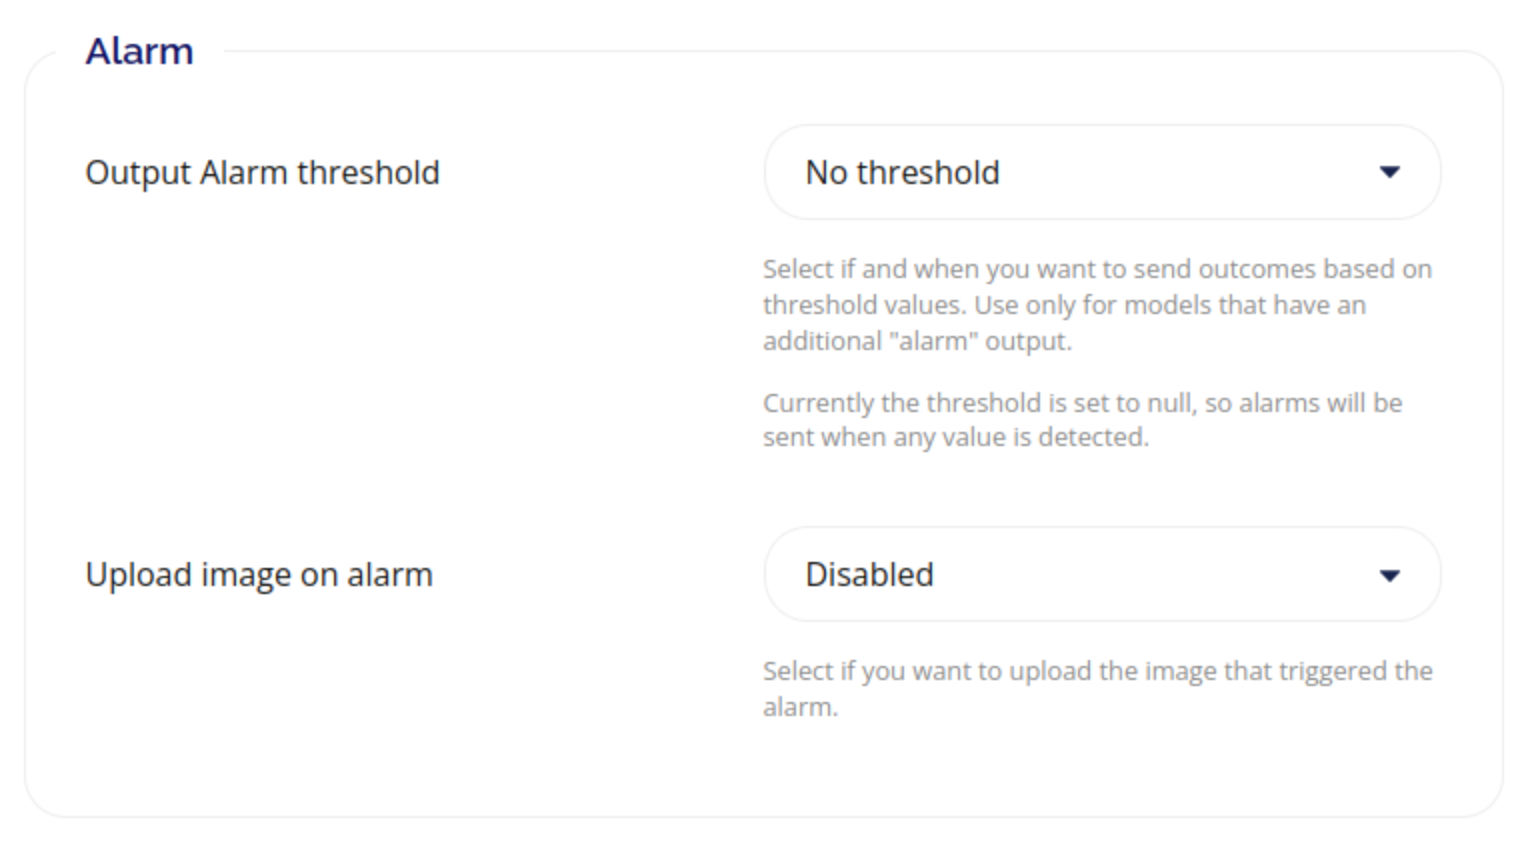 Alarm
Output Alarm threshold
No threshold
Select if and when you want to send outcomes based on
threshold values. Use only for models that have an
additional "alarm" output.
Currently the threshold is set to null, so alarms will be
sent when any value is detected.
Upload image on alarm
Disabled
Select if you want to upload the image that triggered the
alarm.